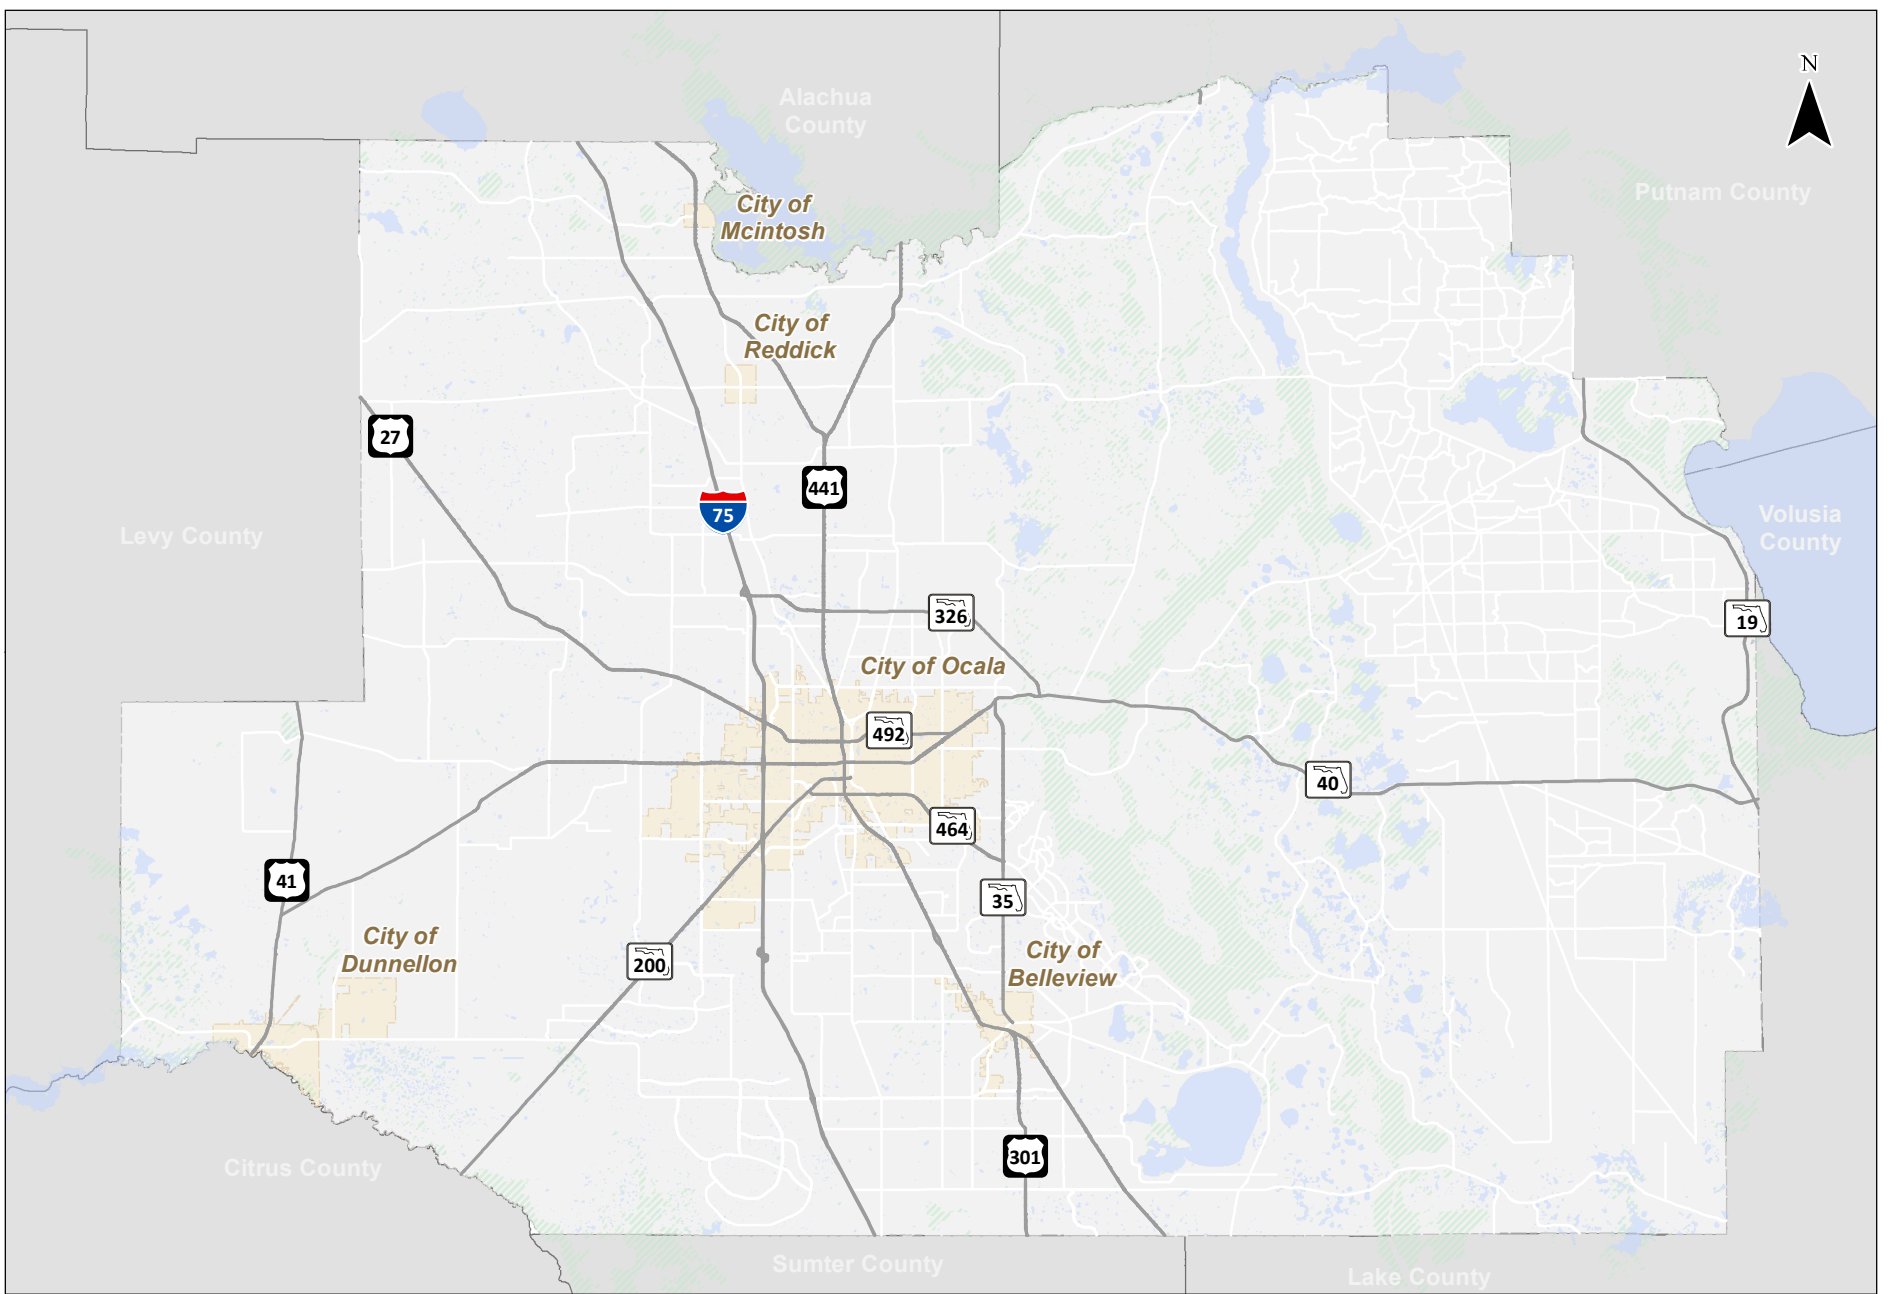 N
Alachua
County
Putnam County
City of
Mcintosh
City of
Reddick
27
441
75
Levy County
Volusia
County
326
19
City of Ocala
492
40
464
41
35
City of
Dunnellon
200
City of
Belleview
301
Citrus County
Sumter County
Lake County